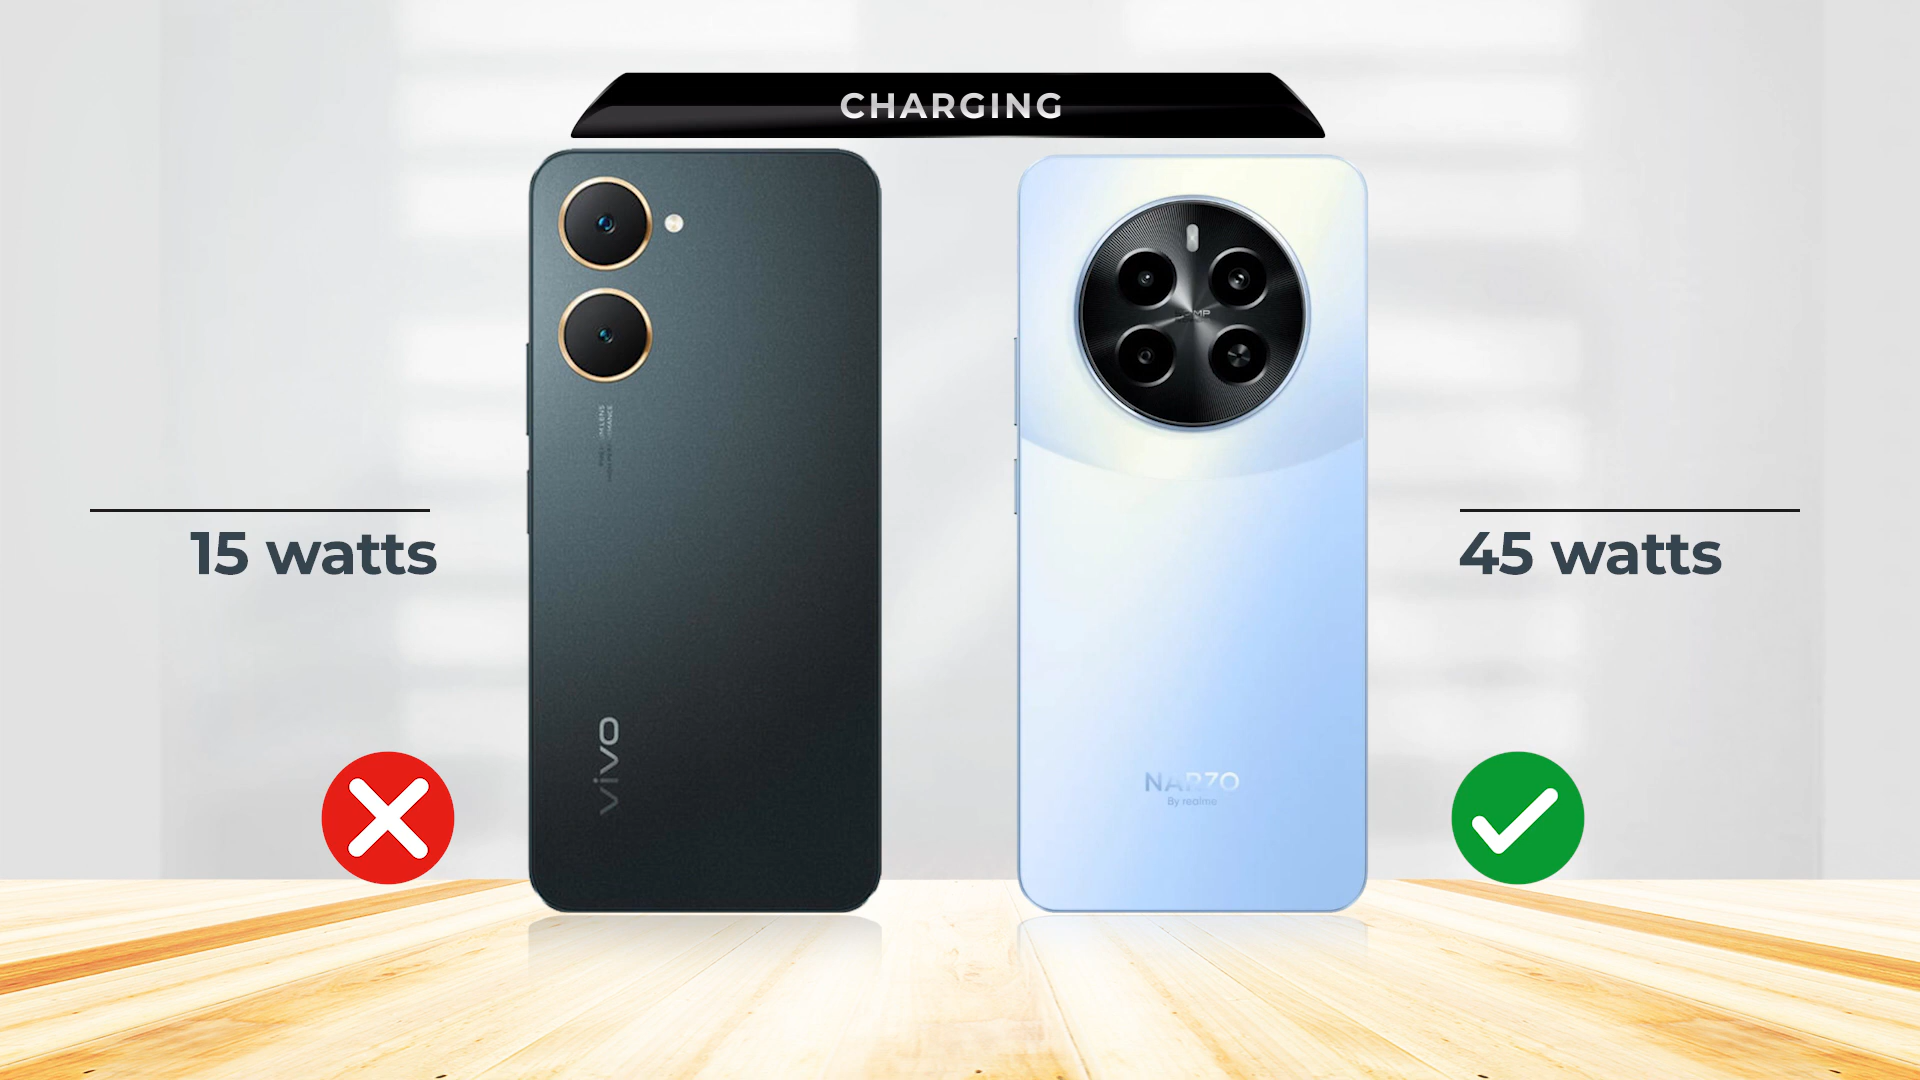 CHARGING
15 watts
45 watts
vivo
NARZO
By realme